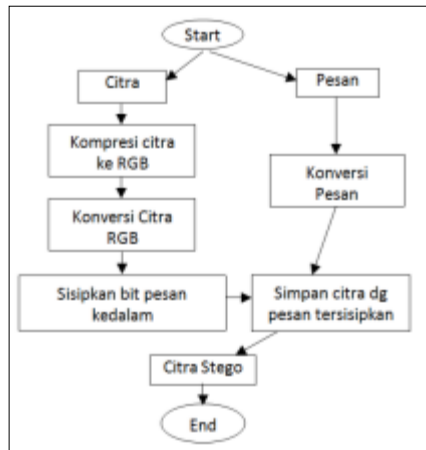 Start
Citra
Pesan
Kompresi citra
ke RGB
Konversi
Pesan
Konversi Citra
RGB
Sisipkan bit pesan
kedalam
Simpan citra dg
pesan tersisipkan
Citra Stego
End